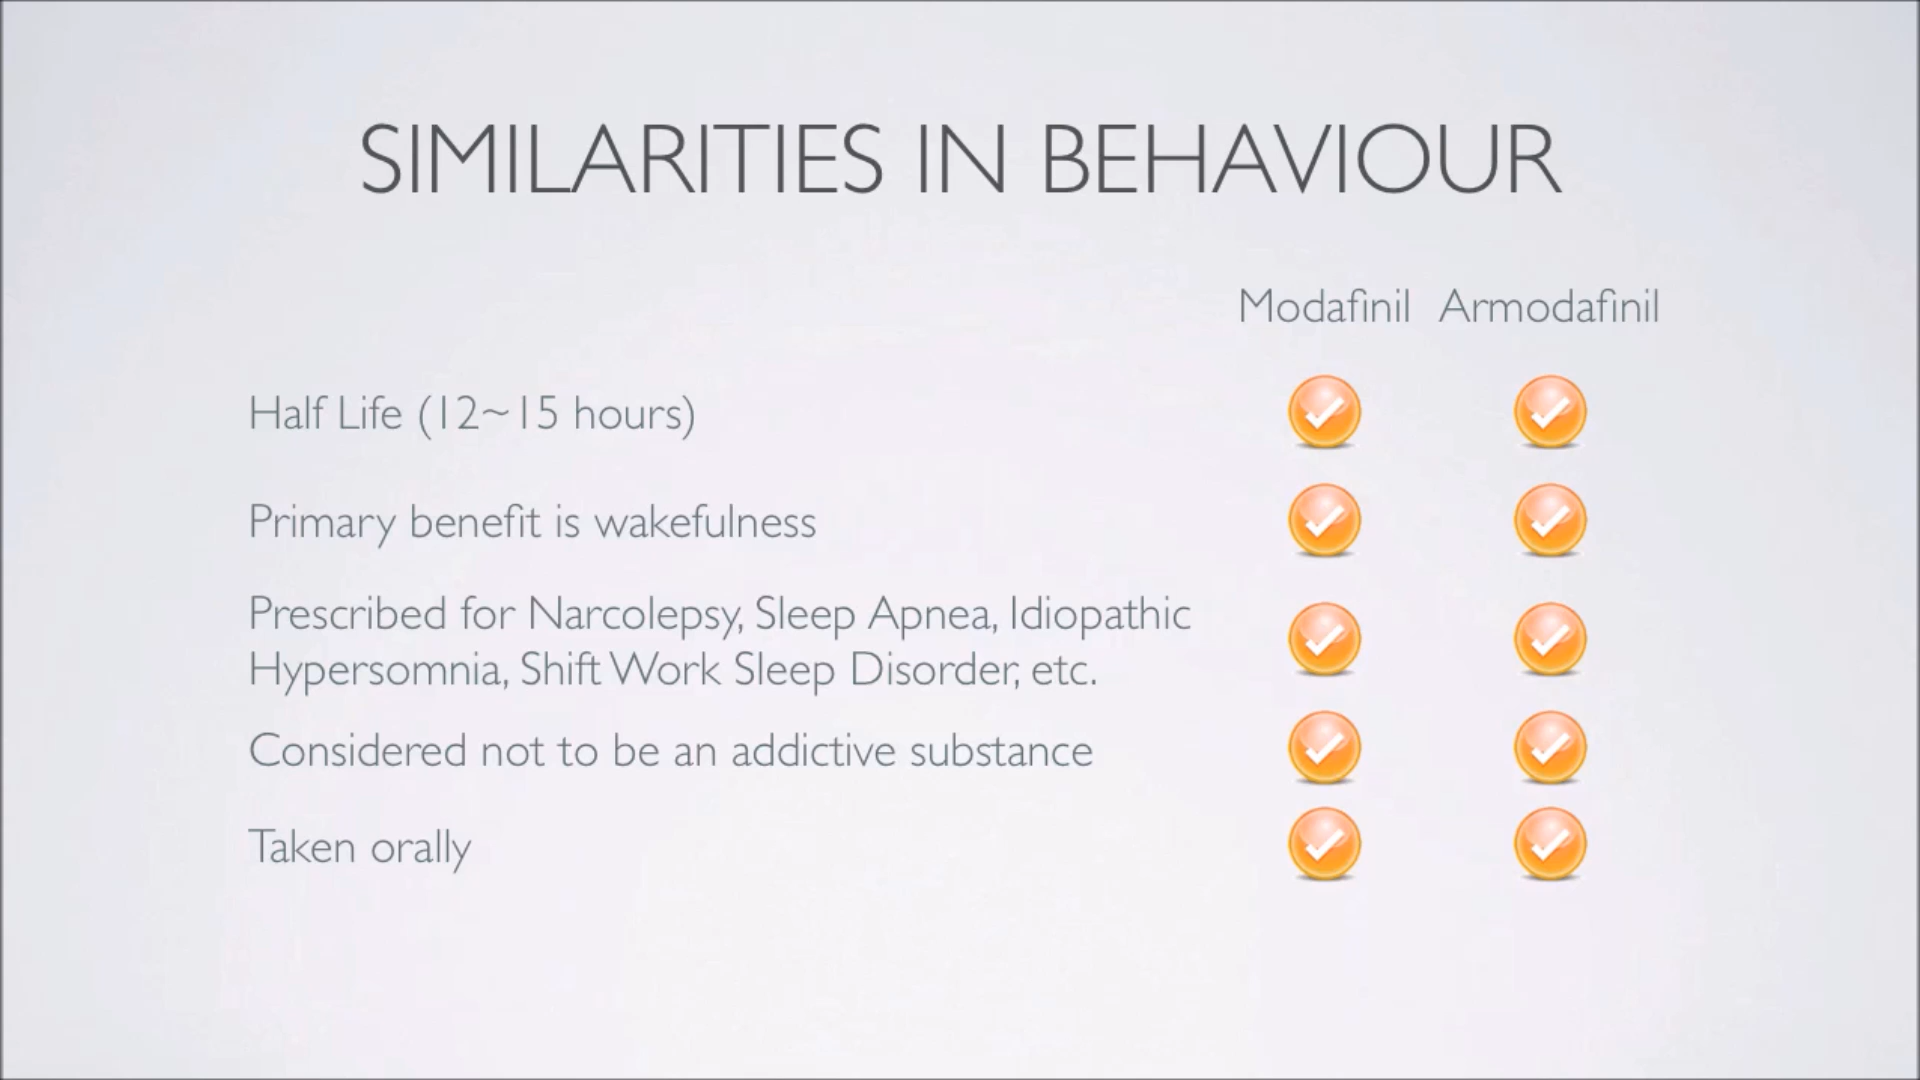 SIMILARITIES IN BEHAVIOUR
Modafinil Armodafinil
Half Life (12~15 hours)
Primary benefit is wakefulness
Prescribed for Narcolepsy, Sleep Apnea, Idiopathic
Hypersomnia, Shift Work Sleep Disorder, etc.
Considered not to be an addictive substance
Taken orally